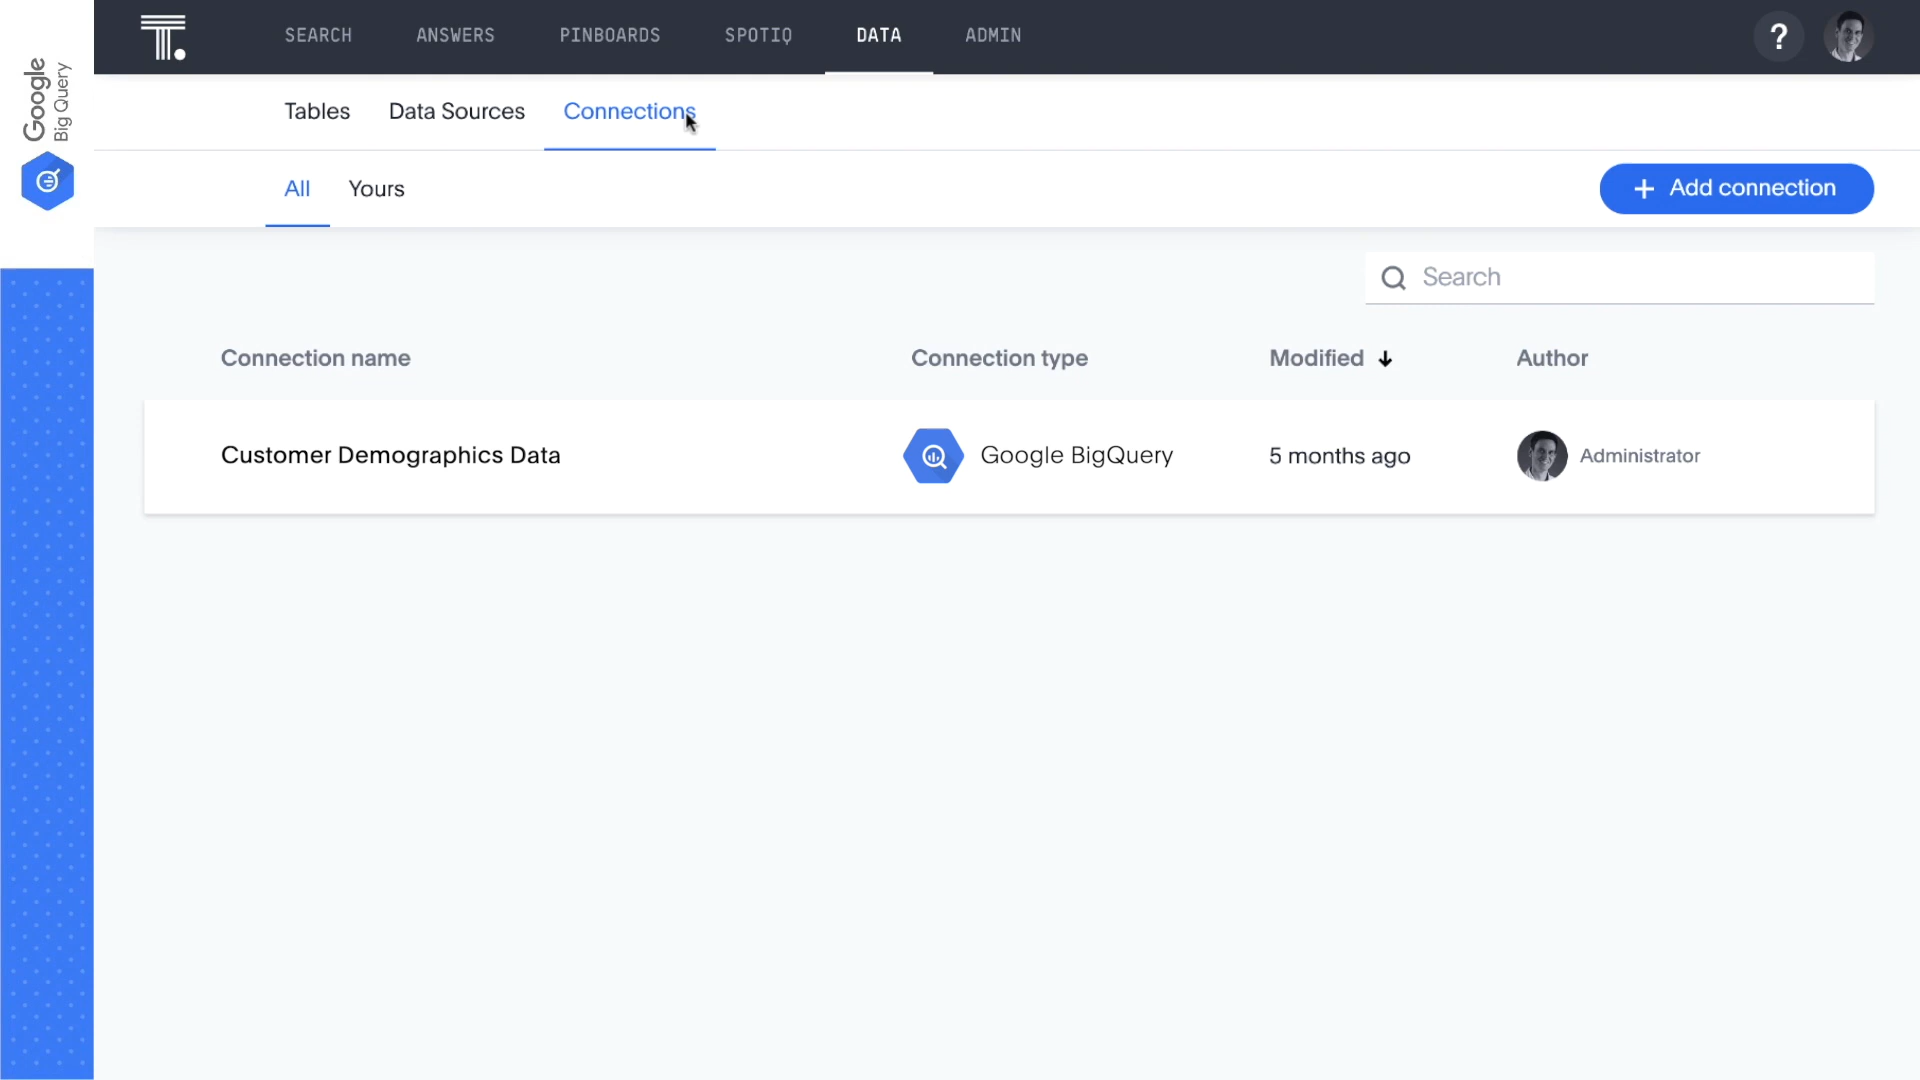 Google
Big Query
T.
SEARCH ANSWERS PINBOARDS SPOTIQ DATA ADMIN
?
Tables Data Sources Connections
All Yours
+ Add connection
Search
Connection name Connection type Modified ↓ Author
Customer Demographics Data Google BigQuery 5 months ago Administrator